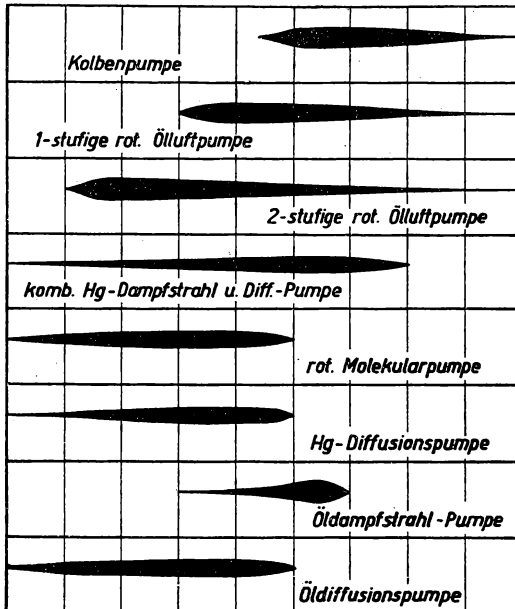 Kolbenpumpe
1-stufige rot. Ölluftpumpe
2-stufige rot. Ölluftpumpe
komb. Hg-Dampfstrahl u. Diff.-Pumpe
rot. Molekularpumpe
Hg-Diffusionspumpe
Öldampfstrahl-Pumpe
Öldiffusionspumpe